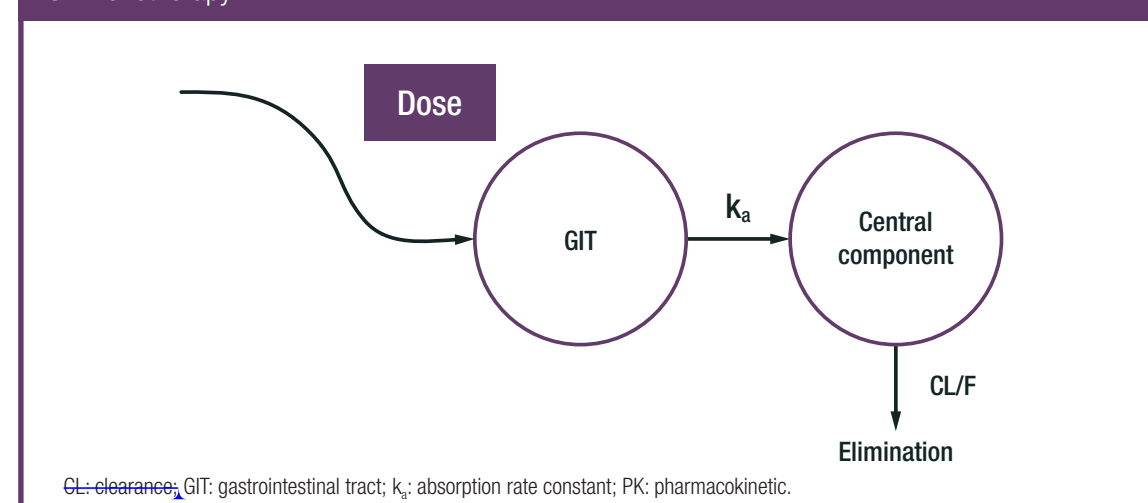 Dose
GIT
kₐ
Central
component
CL/F
Elimination
CL: clearance; GIT: gastrointestinal tract; kₐ: absorption rate constant; PK: pharmacokinetic.